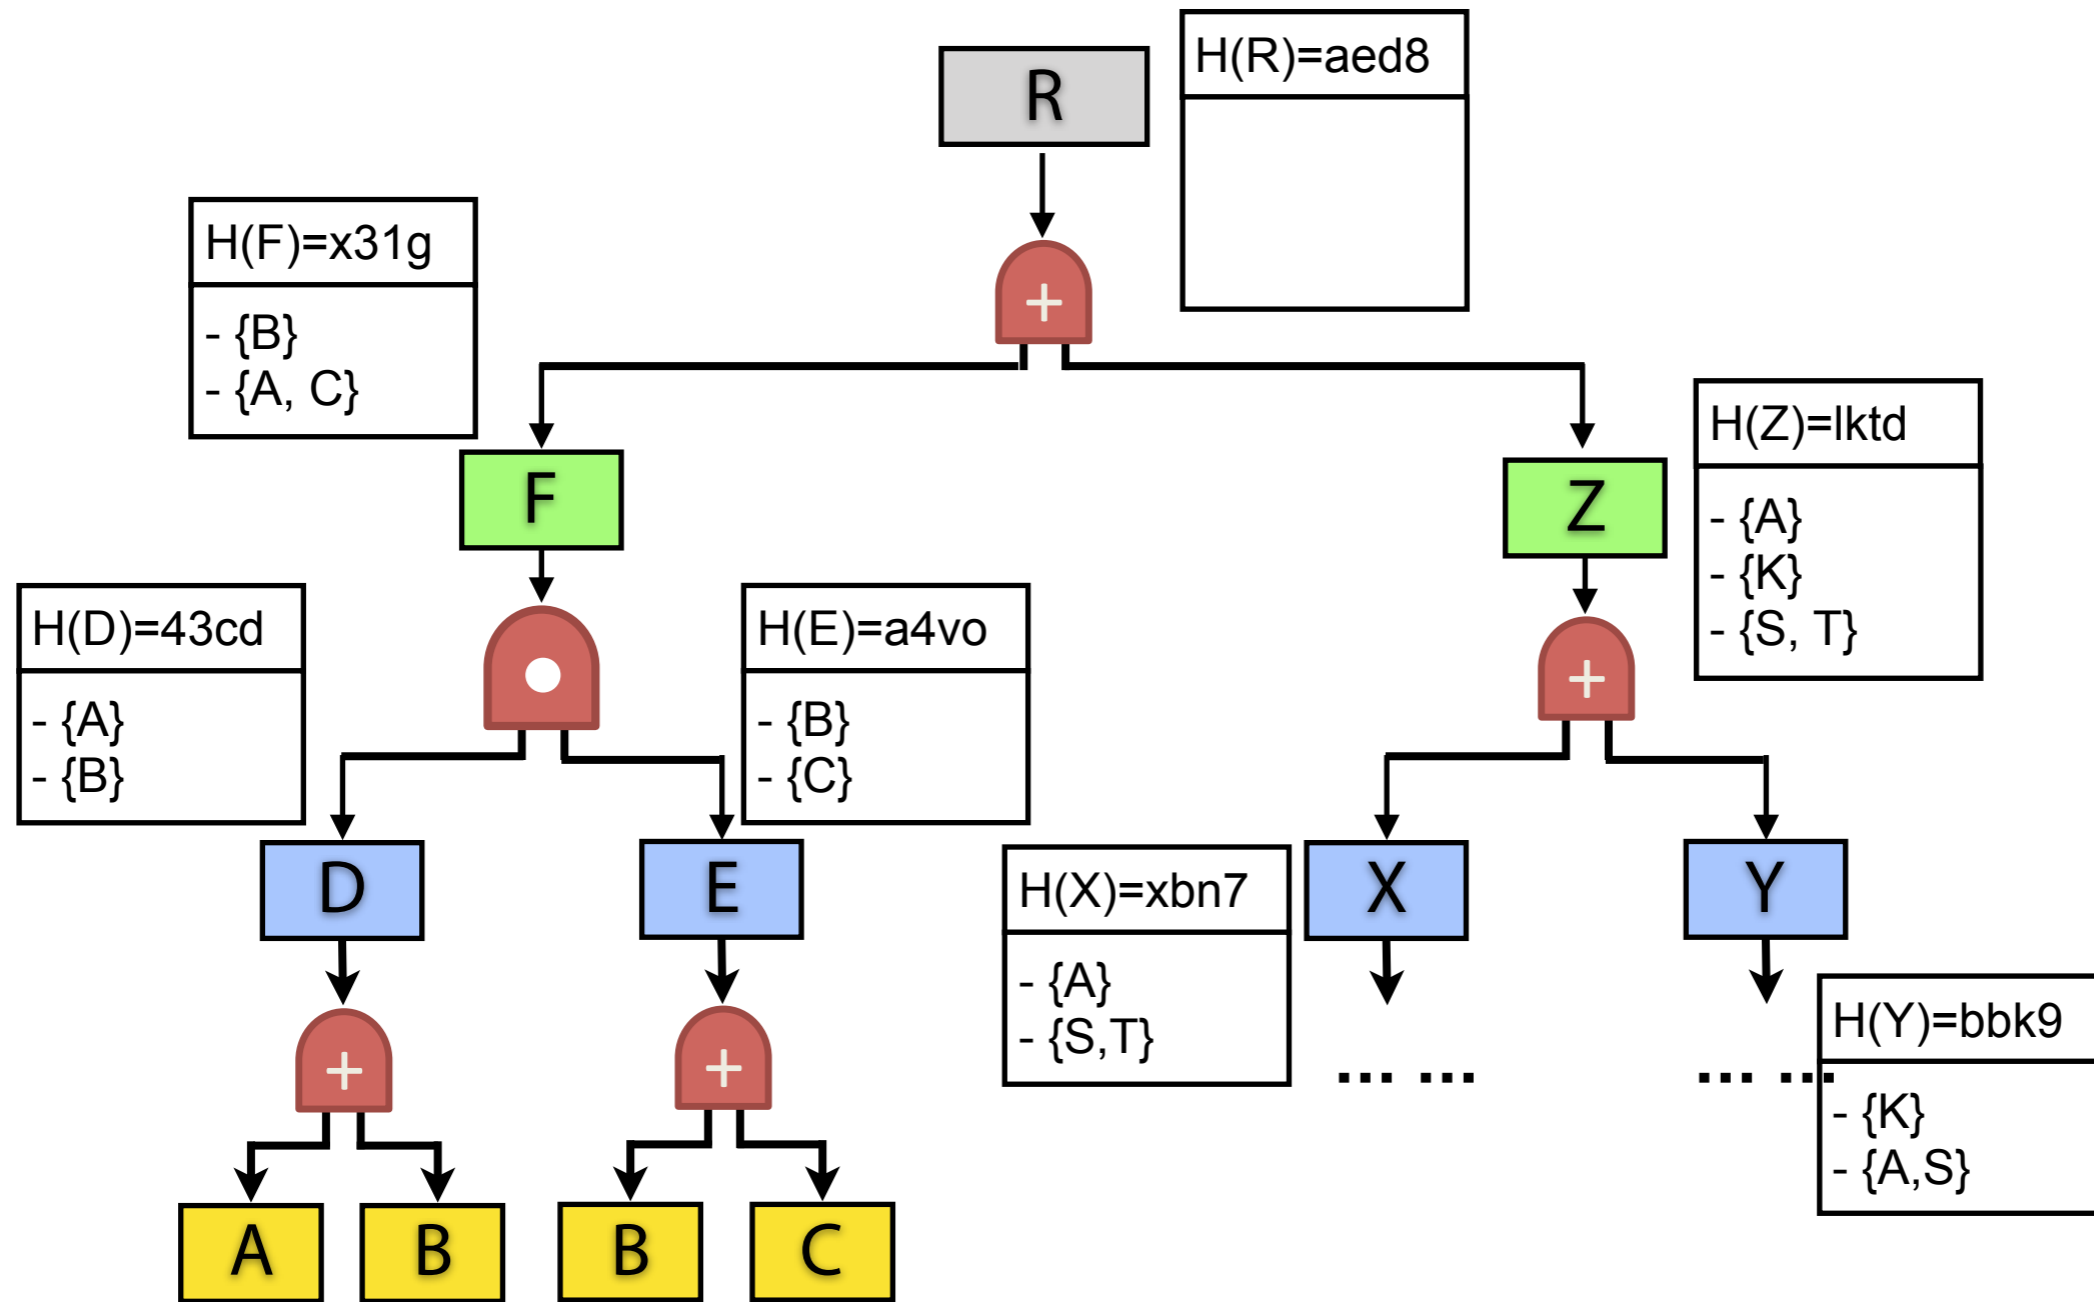 R
H(R)=aed8
+
H(F)=x31g
- {B}
- {A, C}
F
H(Z)=lktd
- {A}
- {K}
- {S, T}
Z
+
H(D)=43cd
- {A}
- {B}
H(E)=a4vo
- {B}
- {C}
D
E
H(X)=xbn7
- {A}
- {S,T}
X
Y
... ...
... ...
H(Y)=bbk9
- {K}
- {A,S}
+
+
A
B
B
C